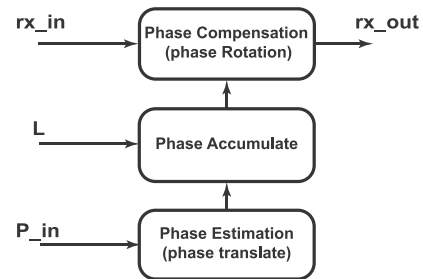 rx_in
Phase Compensation
(phase Rotation)
rx_out
L
Phase Accumulate
P_in
Phase Estimation
(phase translate)